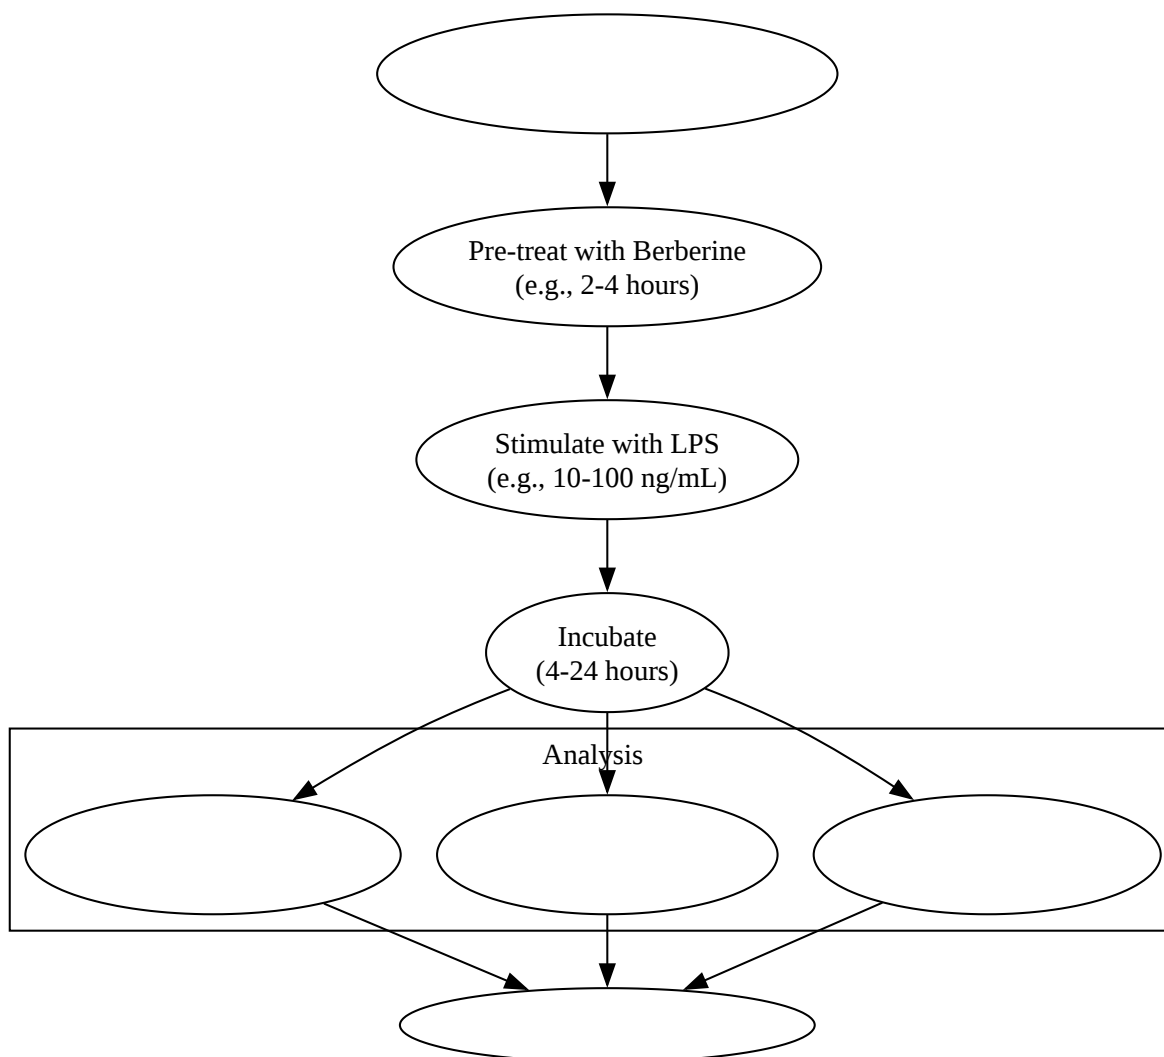 Pre-treat with Berberine
(e.g., 2-4 hours)
Stimulate with LPS
(e.g., 10-100 ng/mL)
Incubate
(4-24 hours)
Analysis